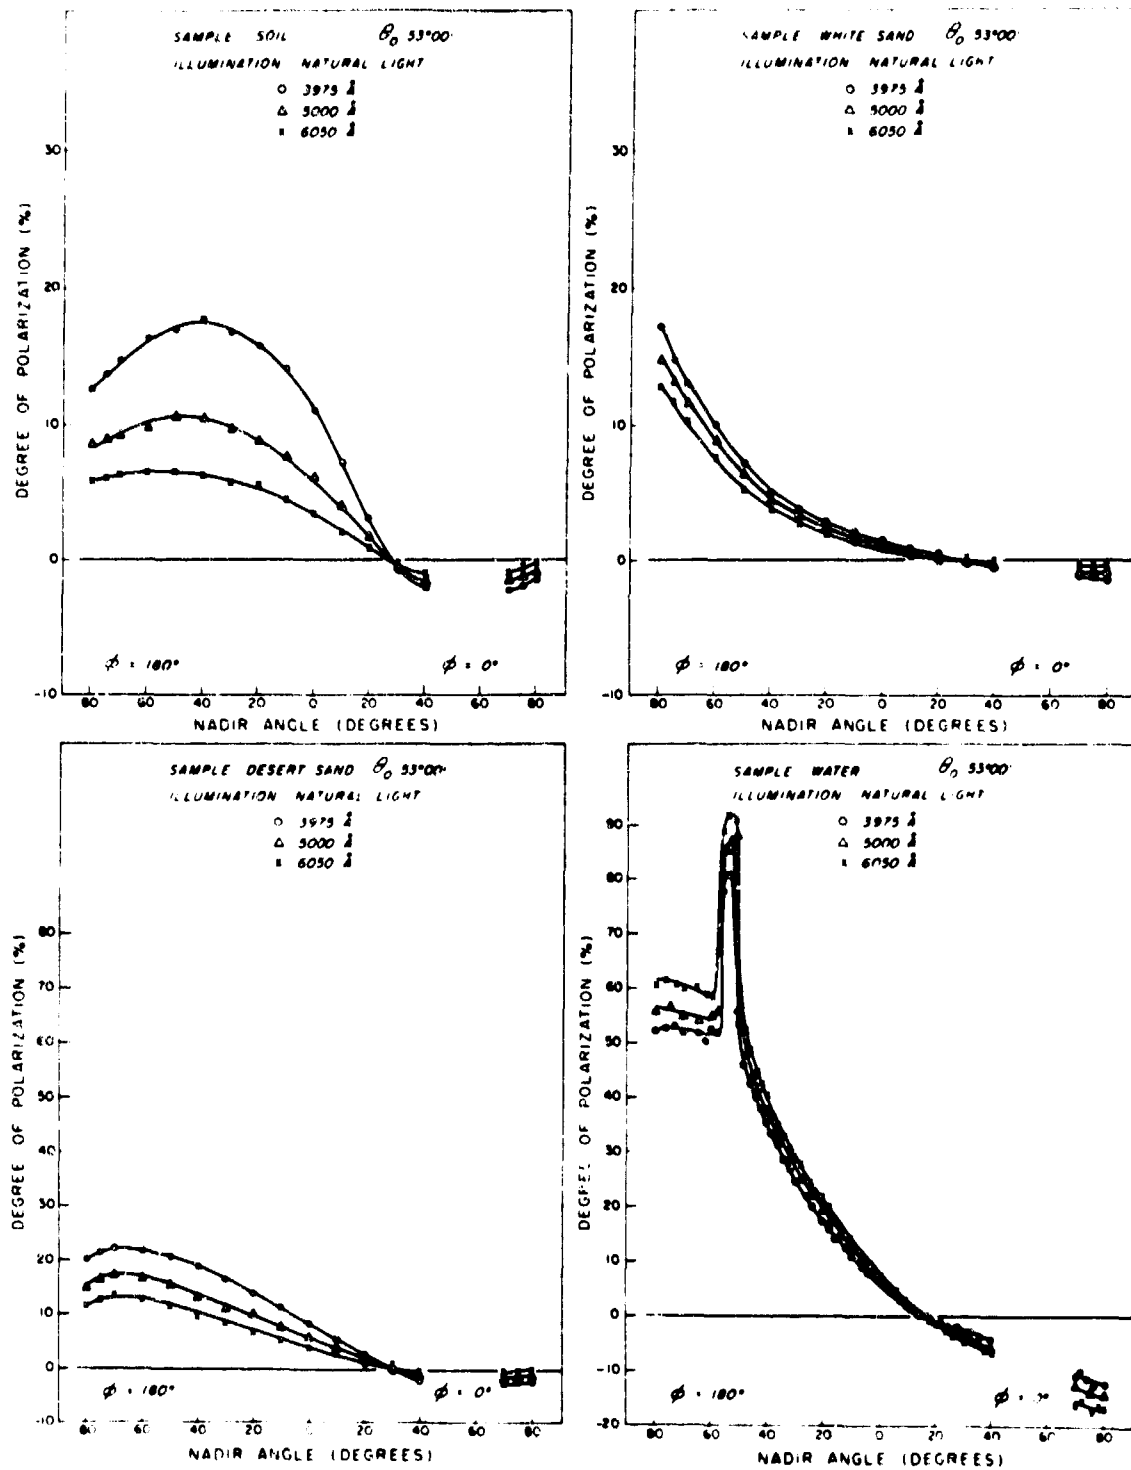 SAMPLE SOIL θ₀ 53°00'
ILLUMINATION NATURAL LIGHT
○ 3975 Å
△ 5000 Å
× 6050 Å
30
20
10
0
-10
DEGREE OF POLARIZATION (%)
ϕ = 180°
ϕ = 0°
80 60 40 20 0 20 40 60 80
NADIR ANGLE (DEGREES)
SAMPLE WHITE SAND θ₀ 53°00'
ILLUMINATION NATURAL LIGHT
○ 3975 Å
△ 5000 Å
× 6050 Å
30
20
10
0
-10
DEGREE OF POLARIZATION (%)
ϕ = 180°
ϕ = 0°
80 60 40 20 0 20 40 60 80
NADIR ANGLE (DEGREES)
SAMPLE DESERT SAND θ₀ 53°00'
ILLUMINATION NATURAL LIGHT
○ 3975 Å
△ 5000 Å
× 6050 Å
80
70
60
50
40
30
20
10
0
-10
DEGREE OF POLARIZATION (%)
ϕ = 180°
ϕ = 0°
80 60 40 20 0 20 40 60 80
NADIR ANGLE (DEGREES)
SAMPLE WATER θ₀ 53°00'
ILLUMINATION NATURAL LIGHT
○ 3975 Å
△ 5000 Å
× 6050 Å
90
80
70
60
50
40
30
20
10
0
-10
-20
DEGREE OF POLARIZATION (%)
ϕ = 180°
ϕ = 0°
80 60 40 20 0 20 40 60 80
NADIR ANGLE (DEGREES)